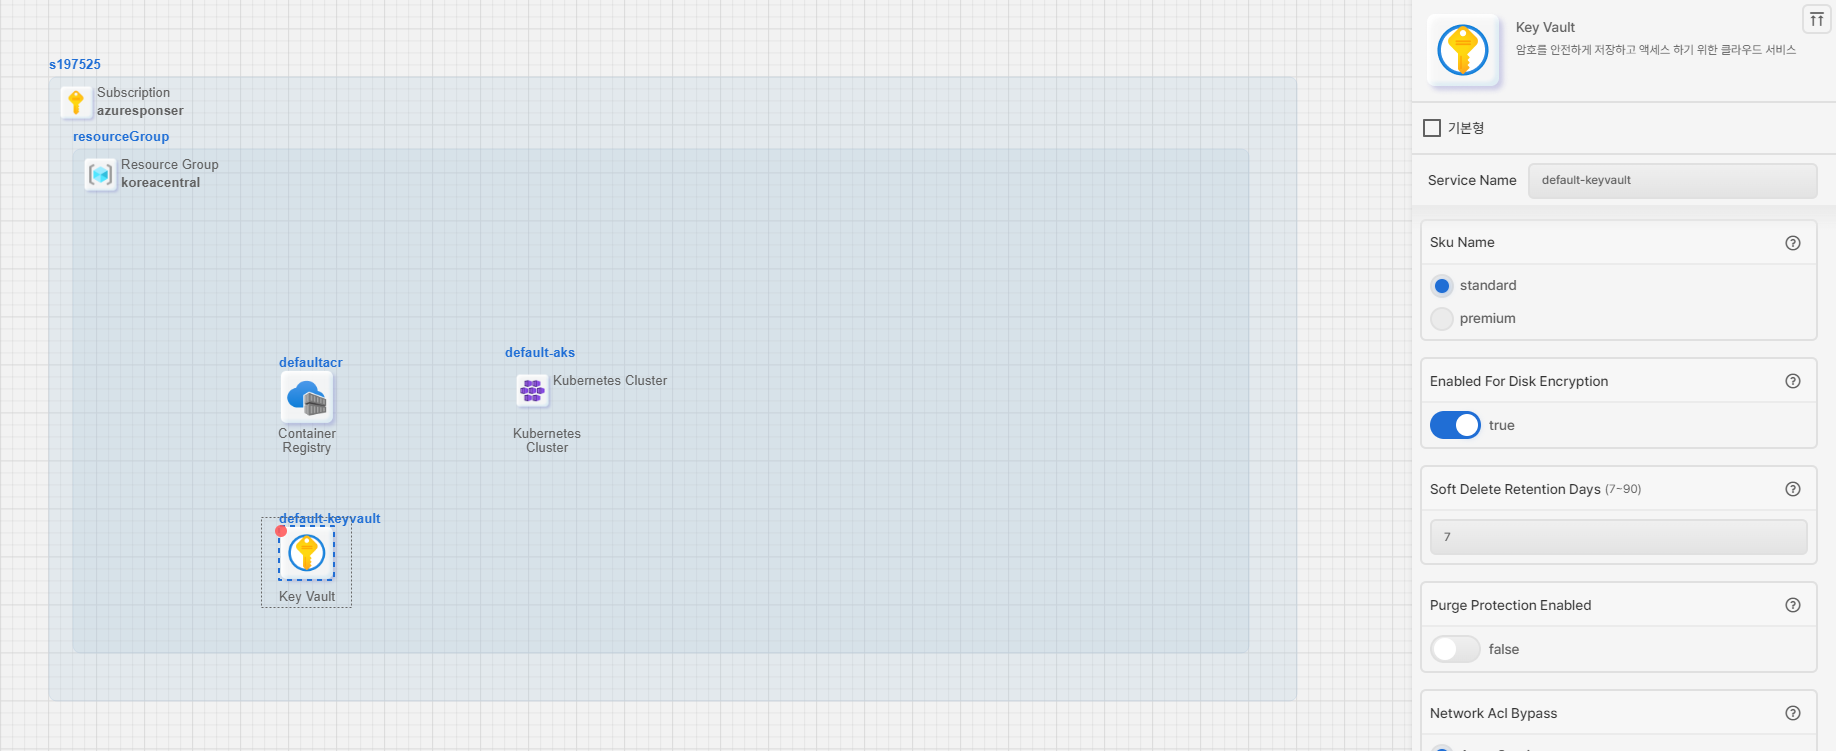 s197525
Subscription
azuresponser
resourceGroup
Resource Group
koreacentral
defaultacr
Container
Registry
default-aks
Kubernetes Cluster
Kubernetes
Cluster
default-keyvault
Key Vault
Key Vault
암호를 안전하게 저장하고 액세스 하기 위한 클라우드 서비스
기본형
Service Name
default-keyvault
Sku Name
standard
premium
Enabled For Disk Encryption
true
Soft Delete Retention Days (7~90)
7
Purge Protection Enabled
false
Network Acl Bypass